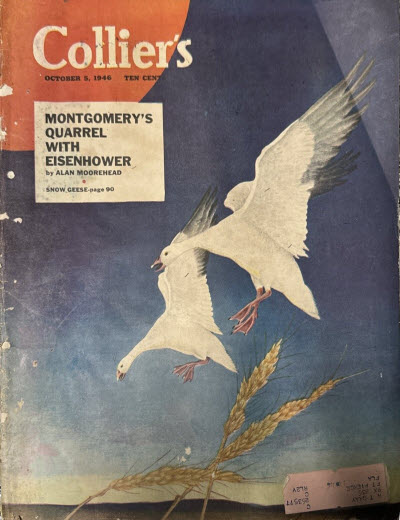 Collier's
OCTOBER 5, 1946 TEN CENTS
MONTGOMERY'S
QUARREL
WITH
EISENHOWER
by ALAN MOOREHEAD
SNOW GEESE-page 90